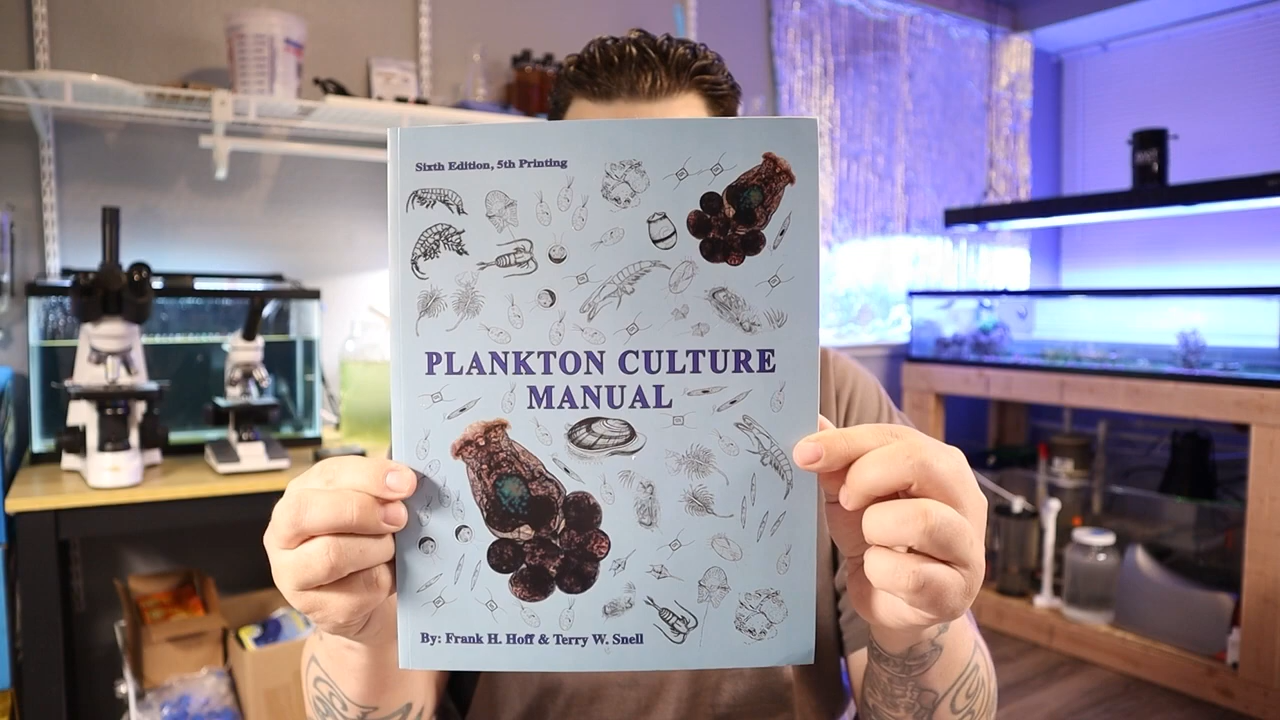 Sixth Edition, 5th Printing
PLANKTON CULTURE
MANUAL
By: Frank H. Hoff & Terry W. Snell